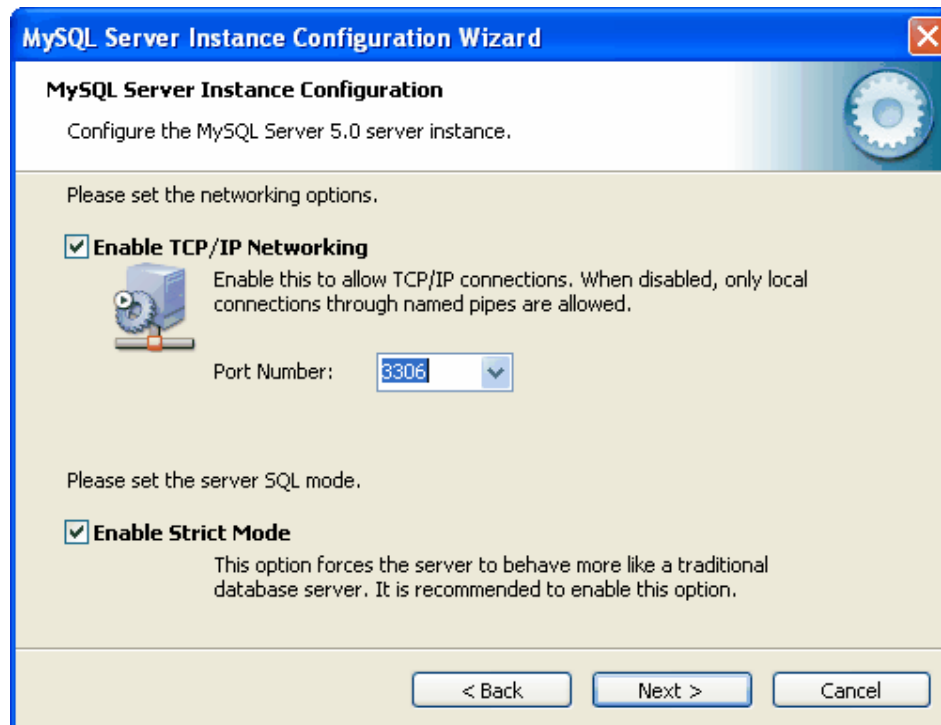 MySQL Server Instance Configuration Wizard
MySQL Server Instance Configuration
Configure the MySQL Server 5.0 server instance.
Please set the networking options.
Enable TCP/IP Networking
Enable this to allow TCP/IP connections. When disabled, only local
connections through named pipes are allowed.
Port Number: 3306
Please set the server SQL mode.
Enable Strict Mode
This option forces the server to behave more like a traditional
database server. It is recommended to enable this option.
< Back Next > Cancel